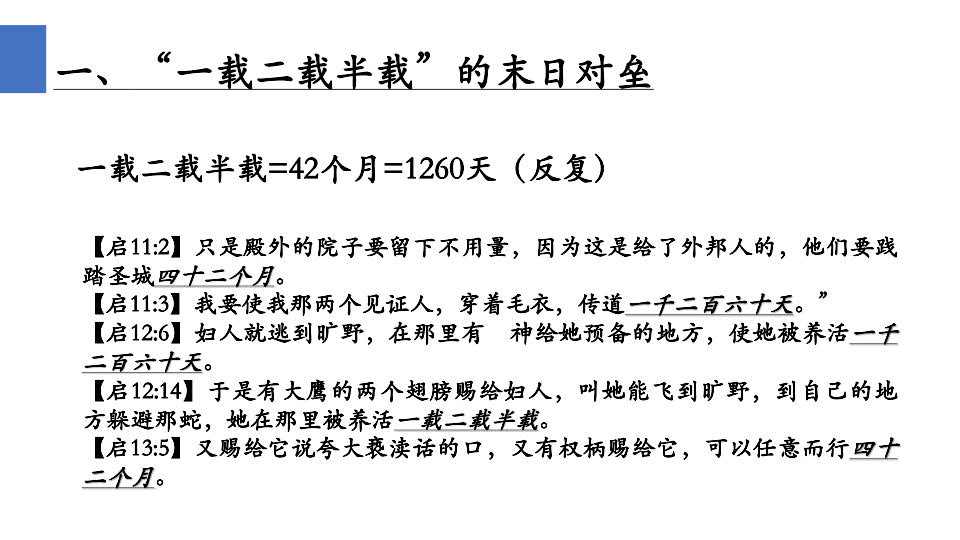 一、“一载二载半载”的末日对垒
一载二载半载=42个月=1260天（反复）
【启11:2】只是殿外的院子要留下不用量，因为这是给了外邦人的，他们要践
踏圣城四十二个月。
【启11:3】我要使我那两个见证人，穿着毛衣，传道一千二百六十天。”
【启12:6】妇人就逃到旷野，在那里有　神给她预备的地方，使她被养活一千
二百六十天。
【启12:14】于是有大鹰的两个翅膀赐给妇人，叫她能飞到旷野，到自己的地
方躲避那蛇，她在那里被养活一载二载半载。
【启13:5】又赐给它说夸大亵渎话的口，又有权柄赐给它，可以任意而行四十
二个月。